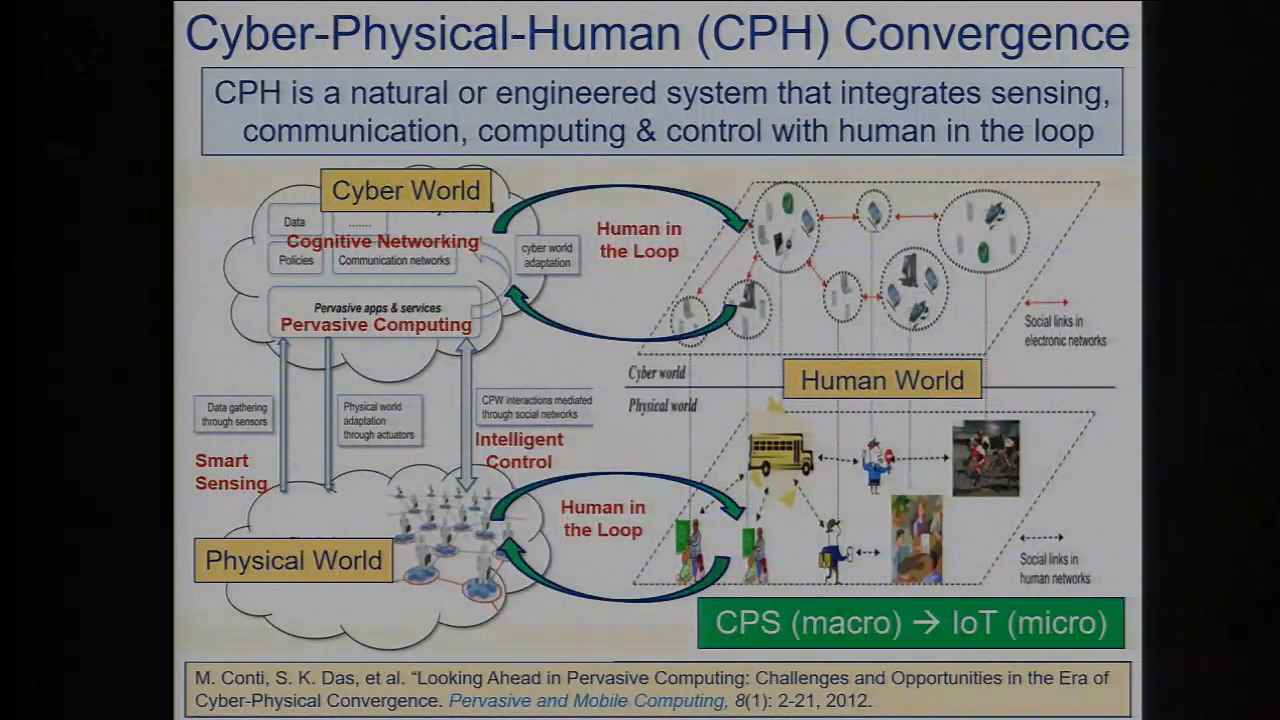 Cyber-Physical-Human (CPH) Convergence
CPH is a natural or engineered system that integrates sensing,
communication, computing & control with human in the loop
Cyber World
Data
.......
Cognitive Networking
Policies
Communication networks
cyber world
adaptation
Pervasive apps & services
Pervasive Computing
Human in
the Loop
Social links in
electronic networks
Cyber world
Human World
Physical world
Data gathering
through sensors
Physical world
adaptation
through actuators
CPW interactions mediated
through social networks
Intelligent
Control
Smart
Sensing
Human in
the Loop
Physical World
Social links in
human networks
CPS (macro) → IoT (micro)
M. Conti, S. K. Das, et al. “Looking Ahead in Pervasive Computing: Challenges and Opportunities in the Era of
Cyber-Physical Convergence. Pervasive and Mobile Computing, 8(1): 2-21, 2012.